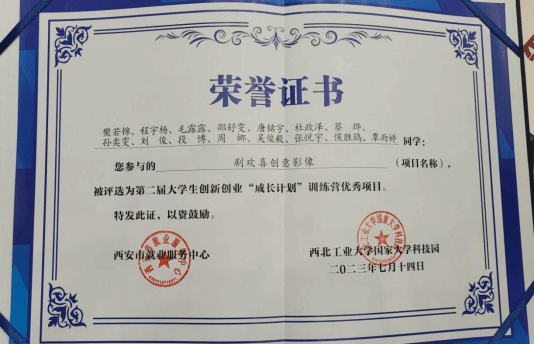 荣誉证书
樊若锦、程宇杨、毛露露、邵舒雯、唐铭宇、杜政泽、蔡烨、
孙奕雯、刘俊、段博、周娜、吴俊毅、张悦宇、侯胜鹞、覃雨婷 同学：
您参与的 剧欢喜创意影像 （项目名称），
被评选为第二届大学生创新创业“成长计划”训练营优秀项目。
特发此证，以资鼓励。
西安市就业服务中心 西北工业大学国家大学科技园
二〇二三年七月十四日